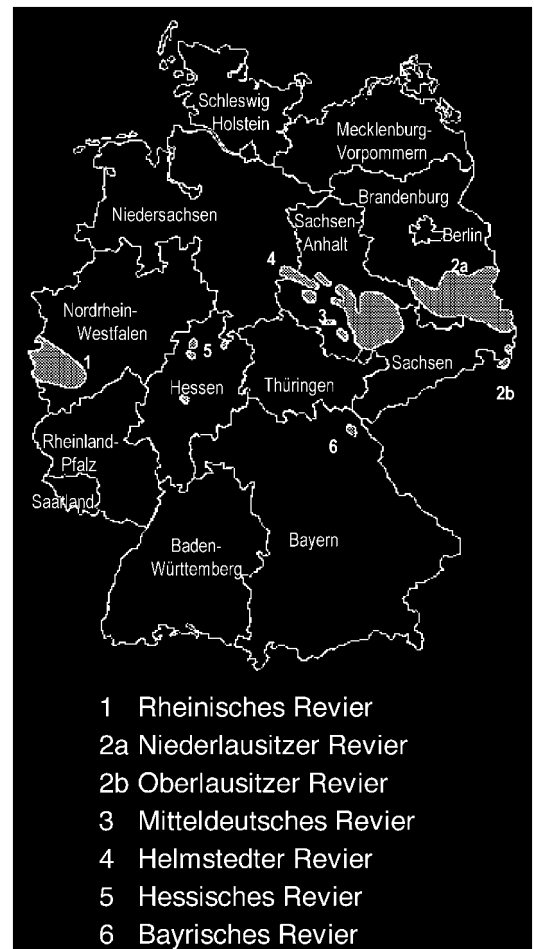 Schleswig
Holstein
Mecklenburg-
Vorpommern
Brandenburg
Niedersachsen
Sachsen-
Anhalt
Berlin
4
2a
Nordrhein-
Westfalen
3
1
5
Sachsen
Hessen
Thüringen
2b
6
Rheinland-
Pfalz
Saarland
Baden-
Württemberg
Bayern
1 Rheinisches Revier
2a Niederlausitzer Revier
2b Oberlausitzer Revier
3 Mitteldeutsches Revier
4 Helmstedter Revier
5 Hessisches Revier
6 Bayrisches Revier